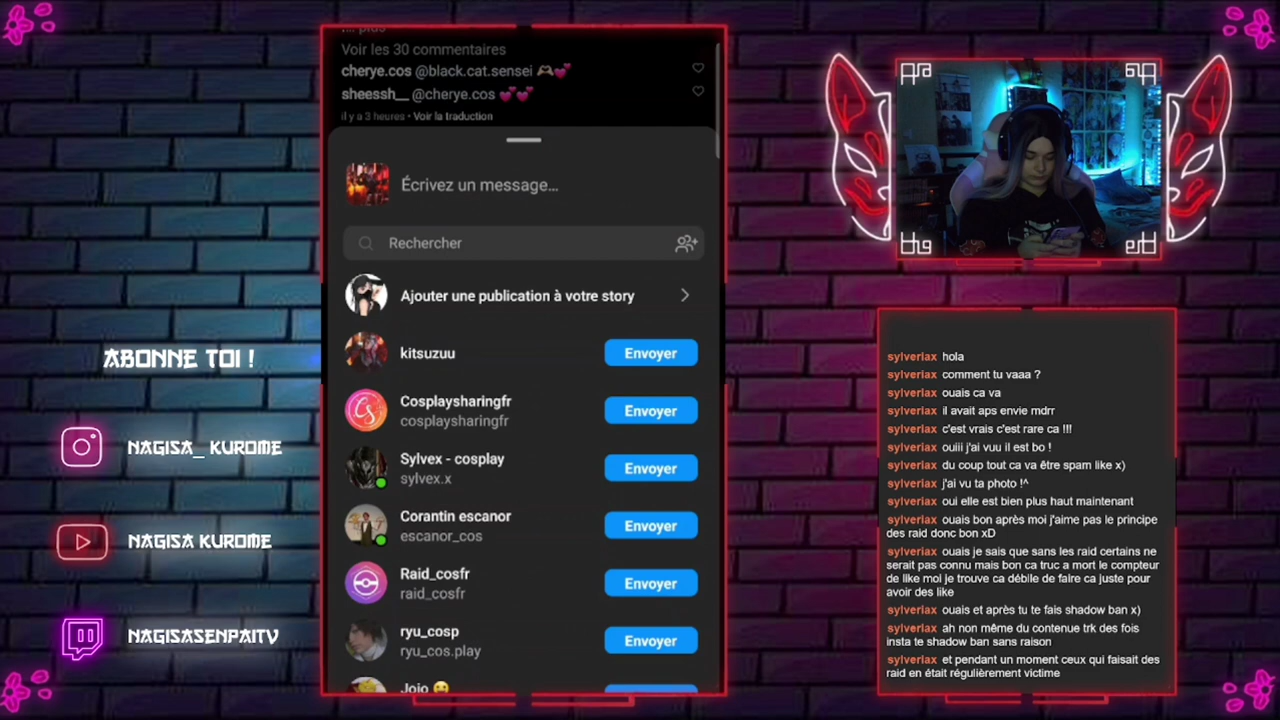 Voir les 30 commentaires
cherye.cos @black.cat.sensei 🫶🏼💕
sheessh__ @cherye.cos 💕💕
il y a 3 heures • Voir la traduction
Écrivez un message...
Rechercher
Ajouter une publication à votre story
kitsuzuu
Envoyer
Cosplaysharingfr
cosplaysharingfr
Envoyer
Sylvex - cosplay
sylvex.x
Envoyer
Corantin escanor
escanor_cos
Envoyer
Raid_cosfr
raid_cosfr
Envoyer
ryu_cosp
ryu_cos.play
Envoyer
Jojo
ABONNE TOI !
NAGISA_ KUROME
NAGISA KUROME
NAGISASENPAITV
sylveriax hola
sylveriax comment tu vaaa ?
sylveriax ouais ca va
sylveriax il avait aps envie mdrr
sylveriax c'est vrais c'est rare ca !!!
sylveriax ouiii j'ai vuu il est bo !
sylveriax du coup tout ca va être spam like x)
sylveriax j'ai vu ta photo !^
sylveriax oui elle est bien plus haut maintenant
sylveriax ouais bon après moi j'aime pas le principe
des raid donc bon xD
sylveriax ouais je sais que sans les raid certains ne
serait pas connu mais bon ca truc a mort le compteur
de like moi je trouve ca débile de faire ca juste pour
avoir des like
sylveriax ouais et après tu te fais shadow ban x)
sylveriax ah non même du contenue trk des fois
insta te shadow ban sans raison
sylveriax et pendant un moment ceux qui faisait des
raid en était régulièrement victime